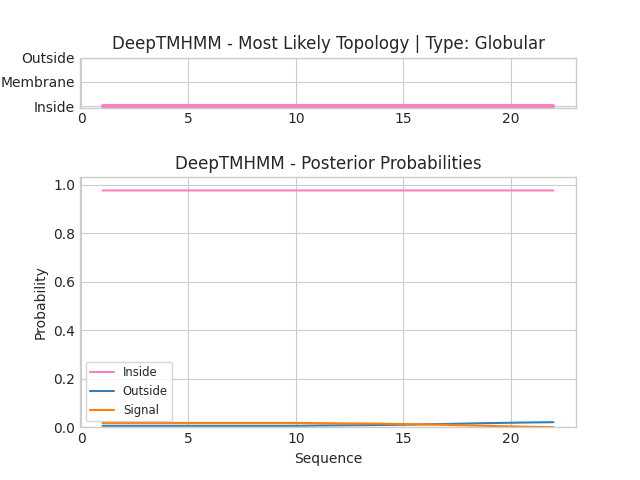 DeepTMHMM - Most Likely Topology | Type: Globular
Outside
Membrane
Inside
0 5 10 15 20
DeepTMHMM - Posterior Probabilities
1.0
0.8
0.6
0.4
0.2
0.0
Probability
Inside
Outside
Signal
0 5 10 15 20
Sequence